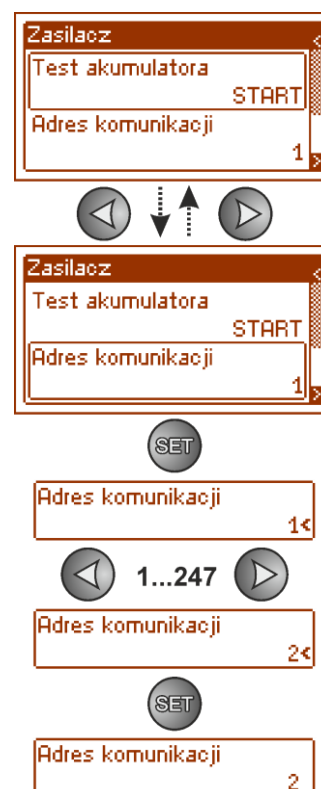 Zasilacz
Test akumulatora
START
Adres komunikacji
1
Zasilacz
Test akumulatora
START
Adres komunikacji
1
SET
Adres komunikacji
1<
1...247
Adres komunikacji
2<
SET
Adres komunikacji
2